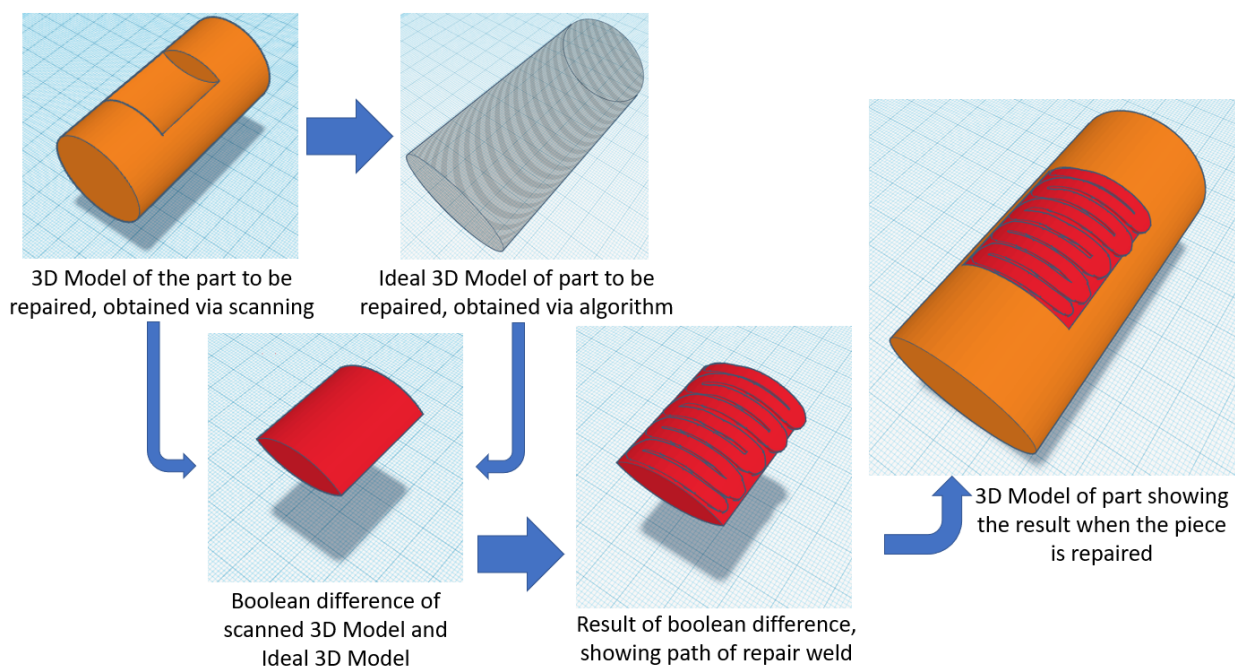 3D Model of the part to be
repaired, obtained via scanning
Ideal 3D Model of part to be
repaired, obtained via algorithm
Boolean difference of
scanned 3D Model and
Ideal 3D Model
Result of boolean difference,
showing path of repair weld
3D Model of part showing
the result when the piece
is repaired